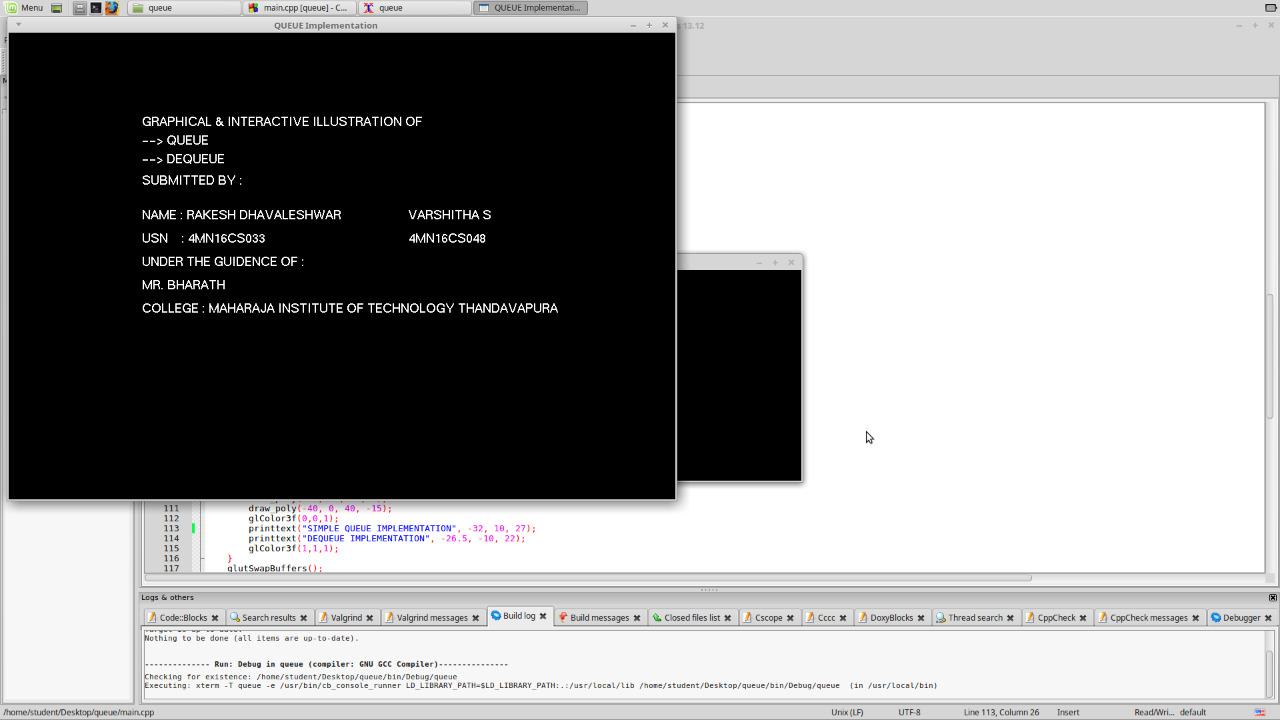 Menu queue main.cpp [queue] - C... queue QUEUE Implementati...
QUEUE Implementation
13.12
GRAPHICAL & INTERACTIVE ILLUSTRATION OF
--> QUEUE
--> DEQUEUE
SUBMITTED BY :
NAME : RAKESH DHAVALESHWAR VARSHITHA S
USN : 4MN16CS033 4MN16CS048
UNDER THE GUIDENCE OF :
MR. BHARATH
COLLEGE : MAHARAJA INSTITUTE OF TECHNOLOGY THANDAVAPURA
111 draw_poly(-40, 0, 40, -15);
112 glColor3f(0,0,1);
113 printtext("SIMPLE QUEUE IMPLEMENTATION", -32, 10, 27);
114 printtext("DEQUEUE IMPLEMENTATION", -26.5, -10, 22);
115 glColor3f(1,1,1);
116 }
117 glutSwapBuffers();
Logs & others
Code::Blocks Search results Valgrind Valgrind messages Build log Build messages Closed files list Cscope Cccc DoxyBlocks Thread search CppCheck CppCheck messages Debugger
Nothing to be done (all items are up-to-date).
-------------- Run: Debug in queue (compiler: GNU GCC Compiler)---------------
Checking for existence: /home/student/Desktop/queue/bin/Debug/queue
Executing: xterm -T queue -e /usr/bin/cb_console_runner LD_LIBRARY_PATH=$LD_LIBRARY_PATH:.:/usr/local/lib /home/student/Desktop/queue/bin/Debug/queue (in /usr/local/bin)
/home/student/Desktop/queue/main.cpp Unix (LF) UTF-8 Line 113, Column 26 Insert Read/Wri... default